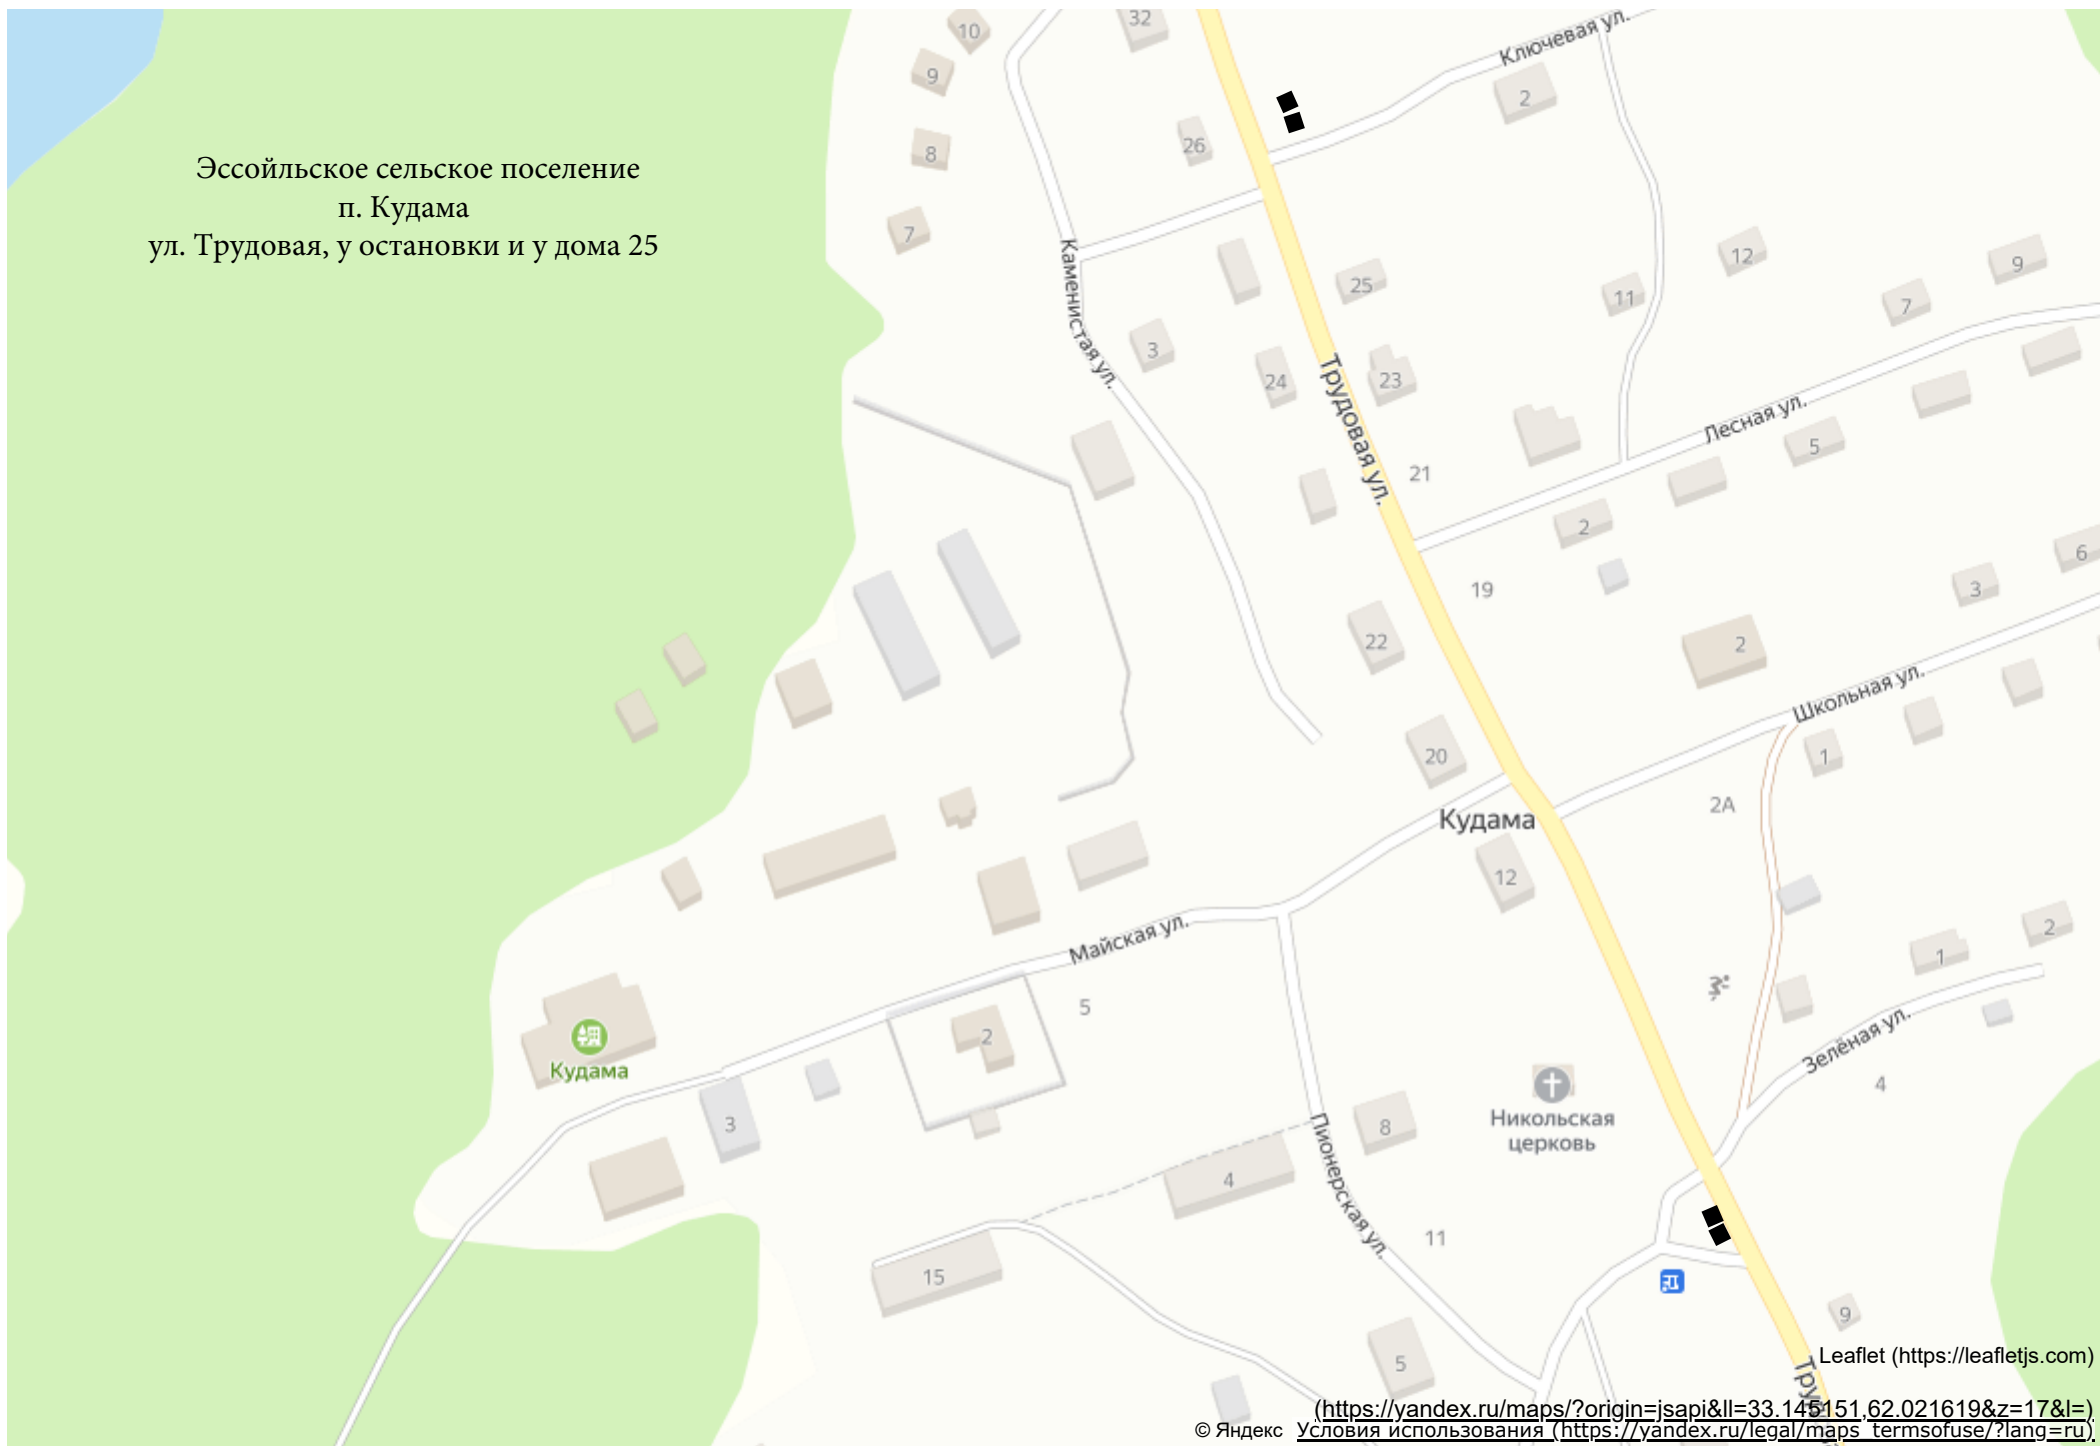 Эссойльское сельское поселение
п. Кудама
ул. Трудовая, у остановки и у дома 25
10
32
Ключевая ул.
9
2
26
8
7
Каменистая ул.
25
12
9
11
7
3
24
Трудовая ул.
23
Лесная ул.
5
21
2
6
19
3
22
2
Школьная ул.
20
1
2А
Кудама
12
Майская ул.
2
1
5
2
Кудама
Зелёная ул.
4
3
Никольская
церковь
8
4
Пионерская ул.
11
15
9
5
Leaflet (https://leafletjs.com)
(https://yandex.ru/maps/?origin=jsapi&ll=33.145151,62.021619&z=17&l=)
© Яндекс Условия использования (https://yandex.ru/legal/maps_termsofuse/?lang=ru)